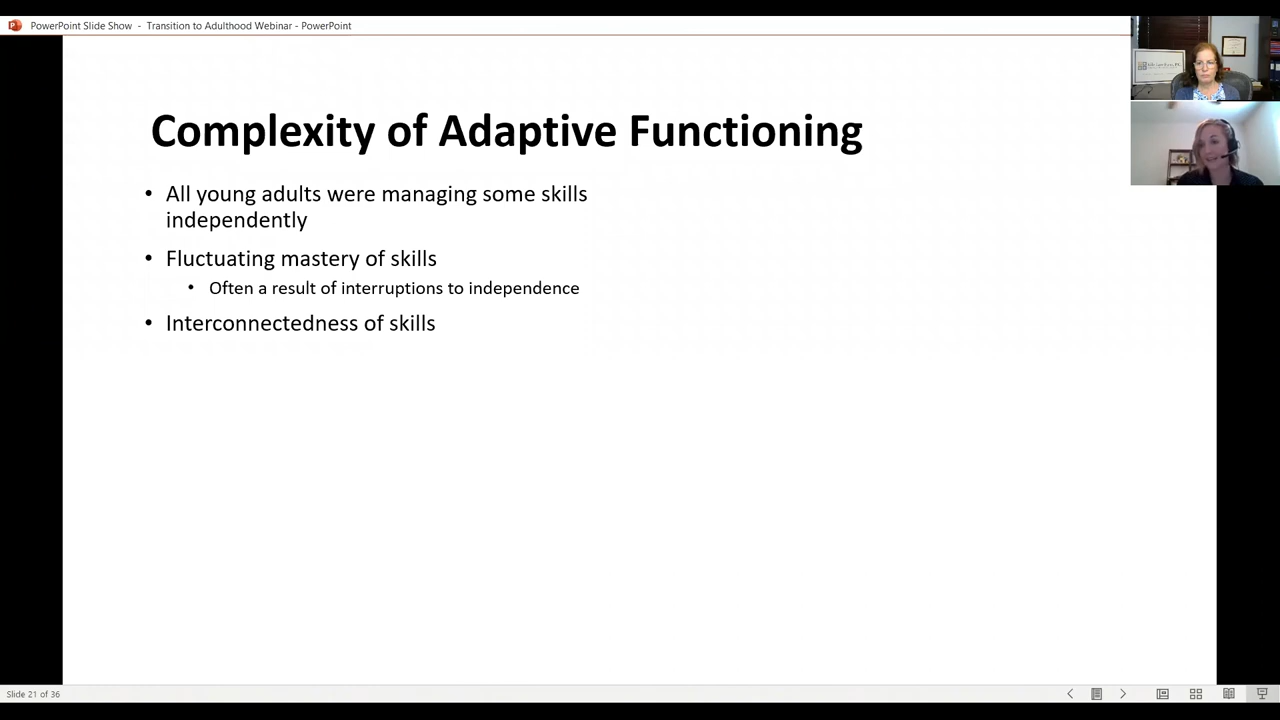 PowerPoint Slide Show - Transition to Adulthood Webinar - PowerPoint
Complexity of Adaptive Functioning
• All young adults were managing some skills
independently
• Fluctuating mastery of skills
• Often a result of interruptions to independence
• Interconnectedness of skills
Slide 21 of 36